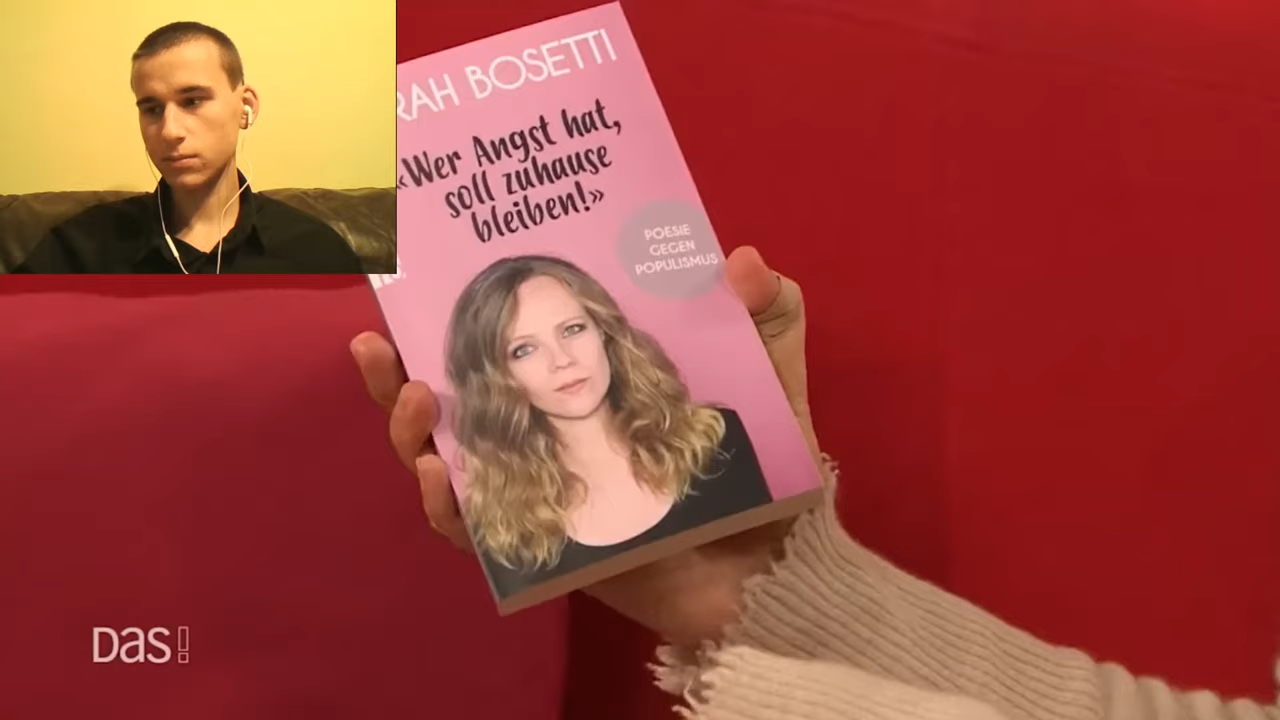 RAH BOSETTI
«Wer Angst hat,
soll zuhause
bleiben!»
POESIE
GEGEN
POPULISMUS
DAS!